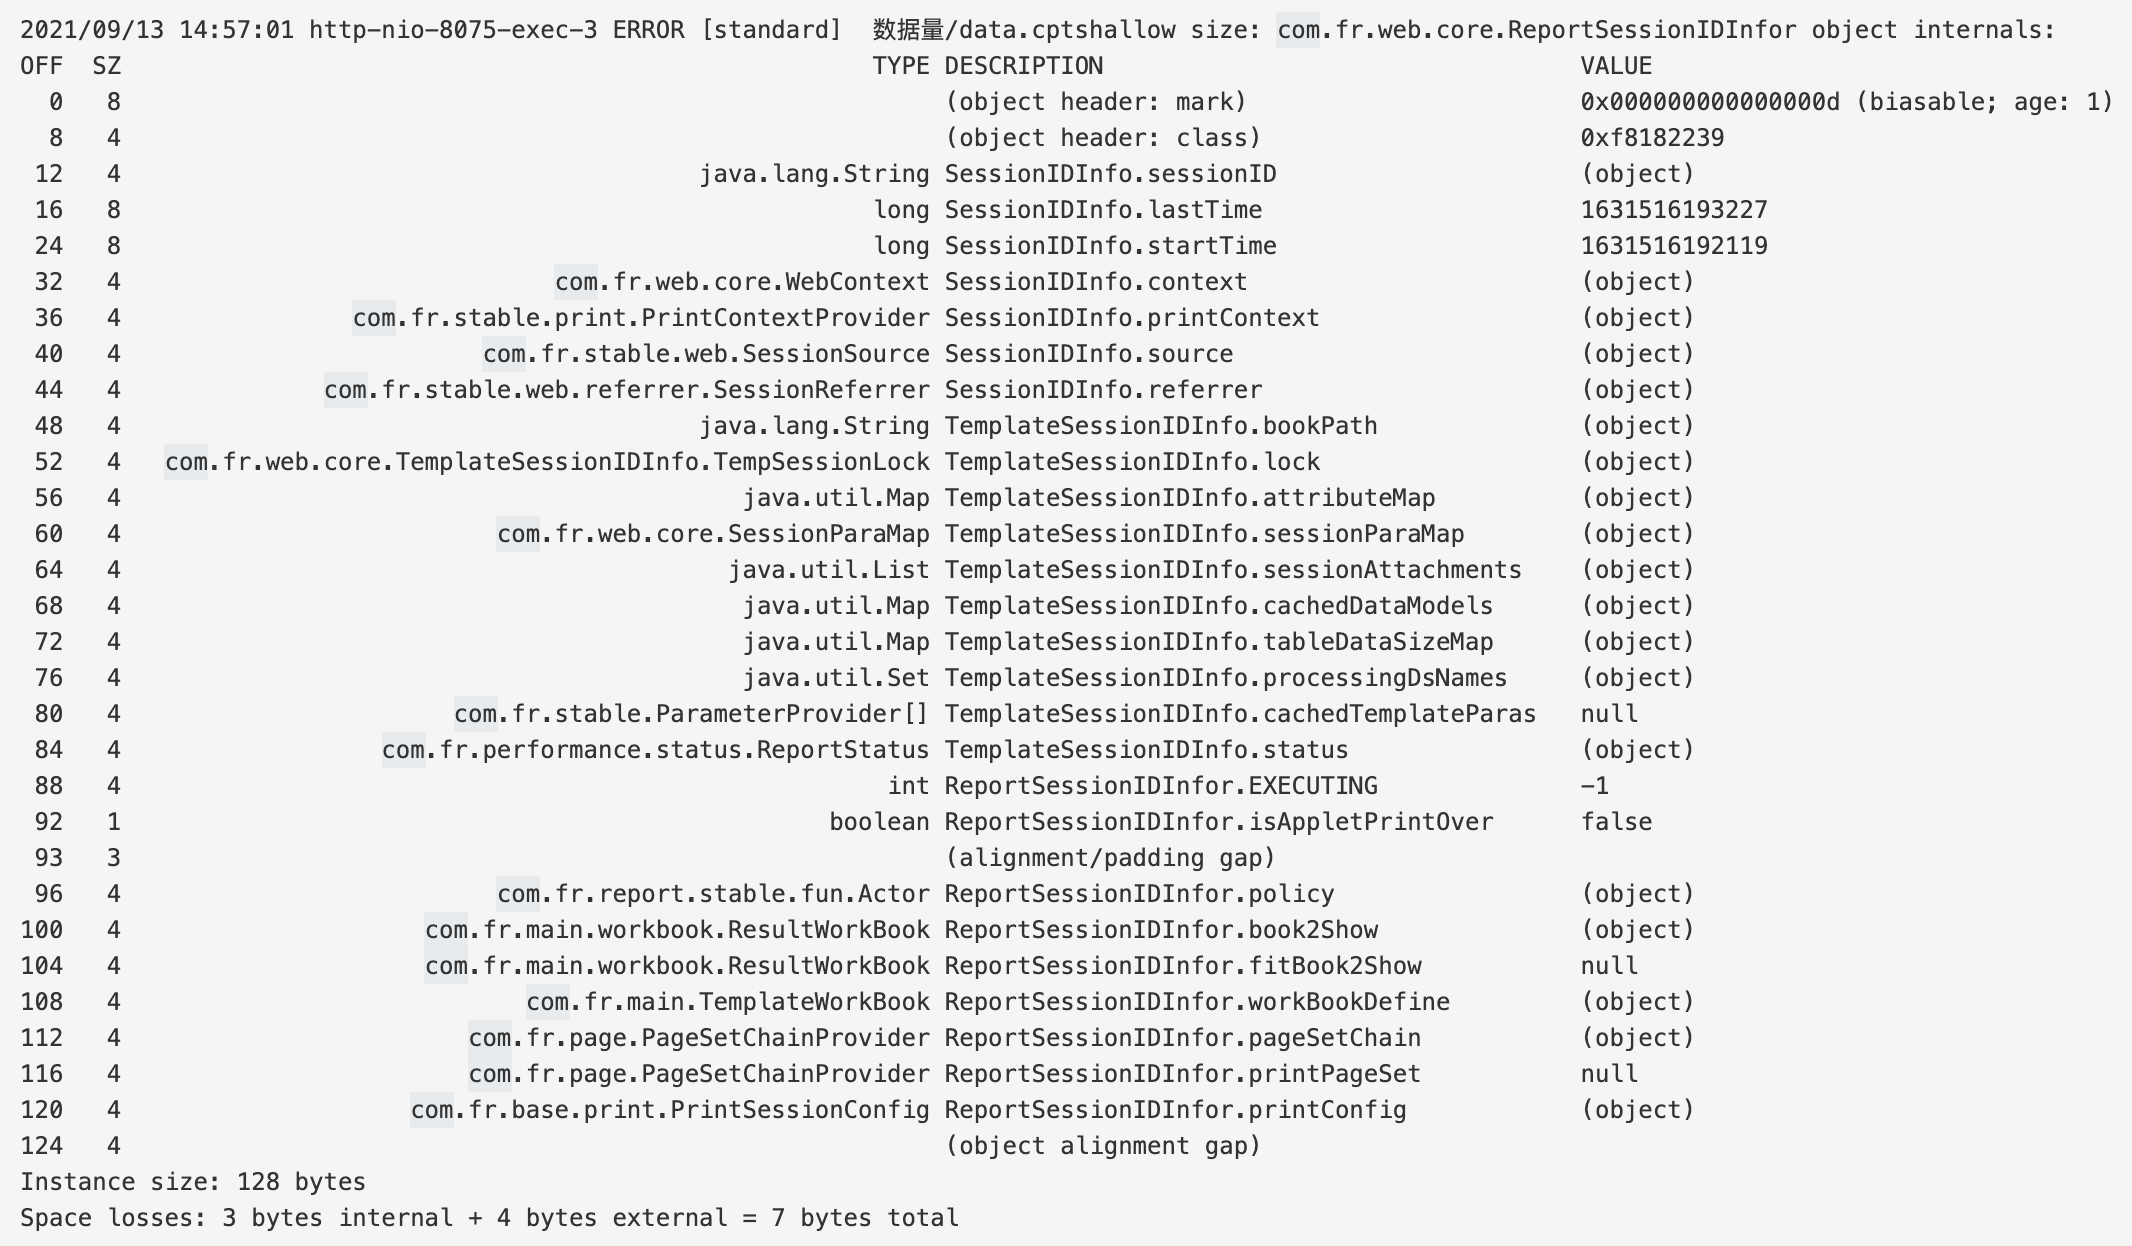 2021/09/13 14:57:01 http-nio-8075-exec-3 ERROR [standard]  数据量/data.cptshallow size: com.fr.web.core.ReportSessionIDInfor object internals:
OFF  SZ                                                    TYPE DESCRIPTION                                 VALUE
  0   8                                                         (object header: mark)                       0x000000000000000d (biasable; age: 1)
  8   4                                                         (object header: class)                      0xf8182239
 12   4                                        java.lang.String SessionIDInfo.sessionID                     (object)
 16   8                                                    long SessionIDInfo.lastTime                      1631516193227
 24   8                                                    long SessionIDInfo.startTime                     1631516192119
 32   4                              com.fr.web.core.WebContext SessionIDInfo.context                       (object)
 36   4                com.fr.stable.print.PrintContextProvider SessionIDInfo.printContext                  (object)
 40   4                         com.fr.stable.web.SessionSource SessionIDInfo.source                        (object)
 44   4              com.fr.stable.web.referrer.SessionReferrer SessionIDInfo.referrer                      (object)
 48   4                                        java.lang.String TemplateSessionIDInfo.bookPath              (object)
 52   4   com.fr.web.core.TemplateSessionIDInfo.TempSessionLock TemplateSessionIDInfo.lock                  (object)
 56   4                                           java.util.Map TemplateSessionIDInfo.attributeMap          (object)
 60   4                          com.fr.web.core.SessionParaMap TemplateSessionIDInfo.sessionParaMap        (object)
 64   4                                          java.util.List TemplateSessionIDInfo.sessionAttachments    (object)
 68   4                                           java.util.Map TemplateSessionIDInfo.cachedDataModels      (object)
 72   4                                           java.util.Map TemplateSessionIDInfo.tableDataSizeMap      (object)
 76   4                                           java.util.Set TemplateSessionIDInfo.processingDsNames     (object)
 80   4                         com.fr.stable.ParameterProvider[] TemplateSessionIDInfo.cachedTemplateParas   null
 84   4                      com.fr.performance.status.ReportStatus TemplateSessionIDInfo.status                (object)
 88   4                                                     int ReportSessionIDInfor.EXECUTING              −1
 92   1                                                 boolean ReportSessionIDInfor.isAppletPrintOver      false
 93   3                                                         (alignment/padding gap)
 96   4                          com.fr.report.stable.fun.Actor ReportSessionIDInfor.policy                 (object)
100   4                     com.fr.main.workbook.ResultWorkBook ReportSessionIDInfor.book2Show              (object)
104   4                     com.fr.main.workbook.ResultWorkBook ReportSessionIDInfor.fitBook2Show           null
108   4                            com.fr.main.TemplateWorkBook ReportSessionIDInfor.workBookDefine         (object)
112   4                        com.fr.page.PageSetChainProvider ReportSessionIDInfor.pageSetChain           (object)
116   4                        com.fr.page.PageSetChainProvider ReportSessionIDInfor.printPageSet           null
120   4                    com.fr.base.print.PrintSessionConfig ReportSessionIDInfor.printConfig            (object)
124   4                                                         (object alignment gap)
Instance size: 128 bytes
Space losses: 3 bytes internal + 4 bytes external = 7 bytes total